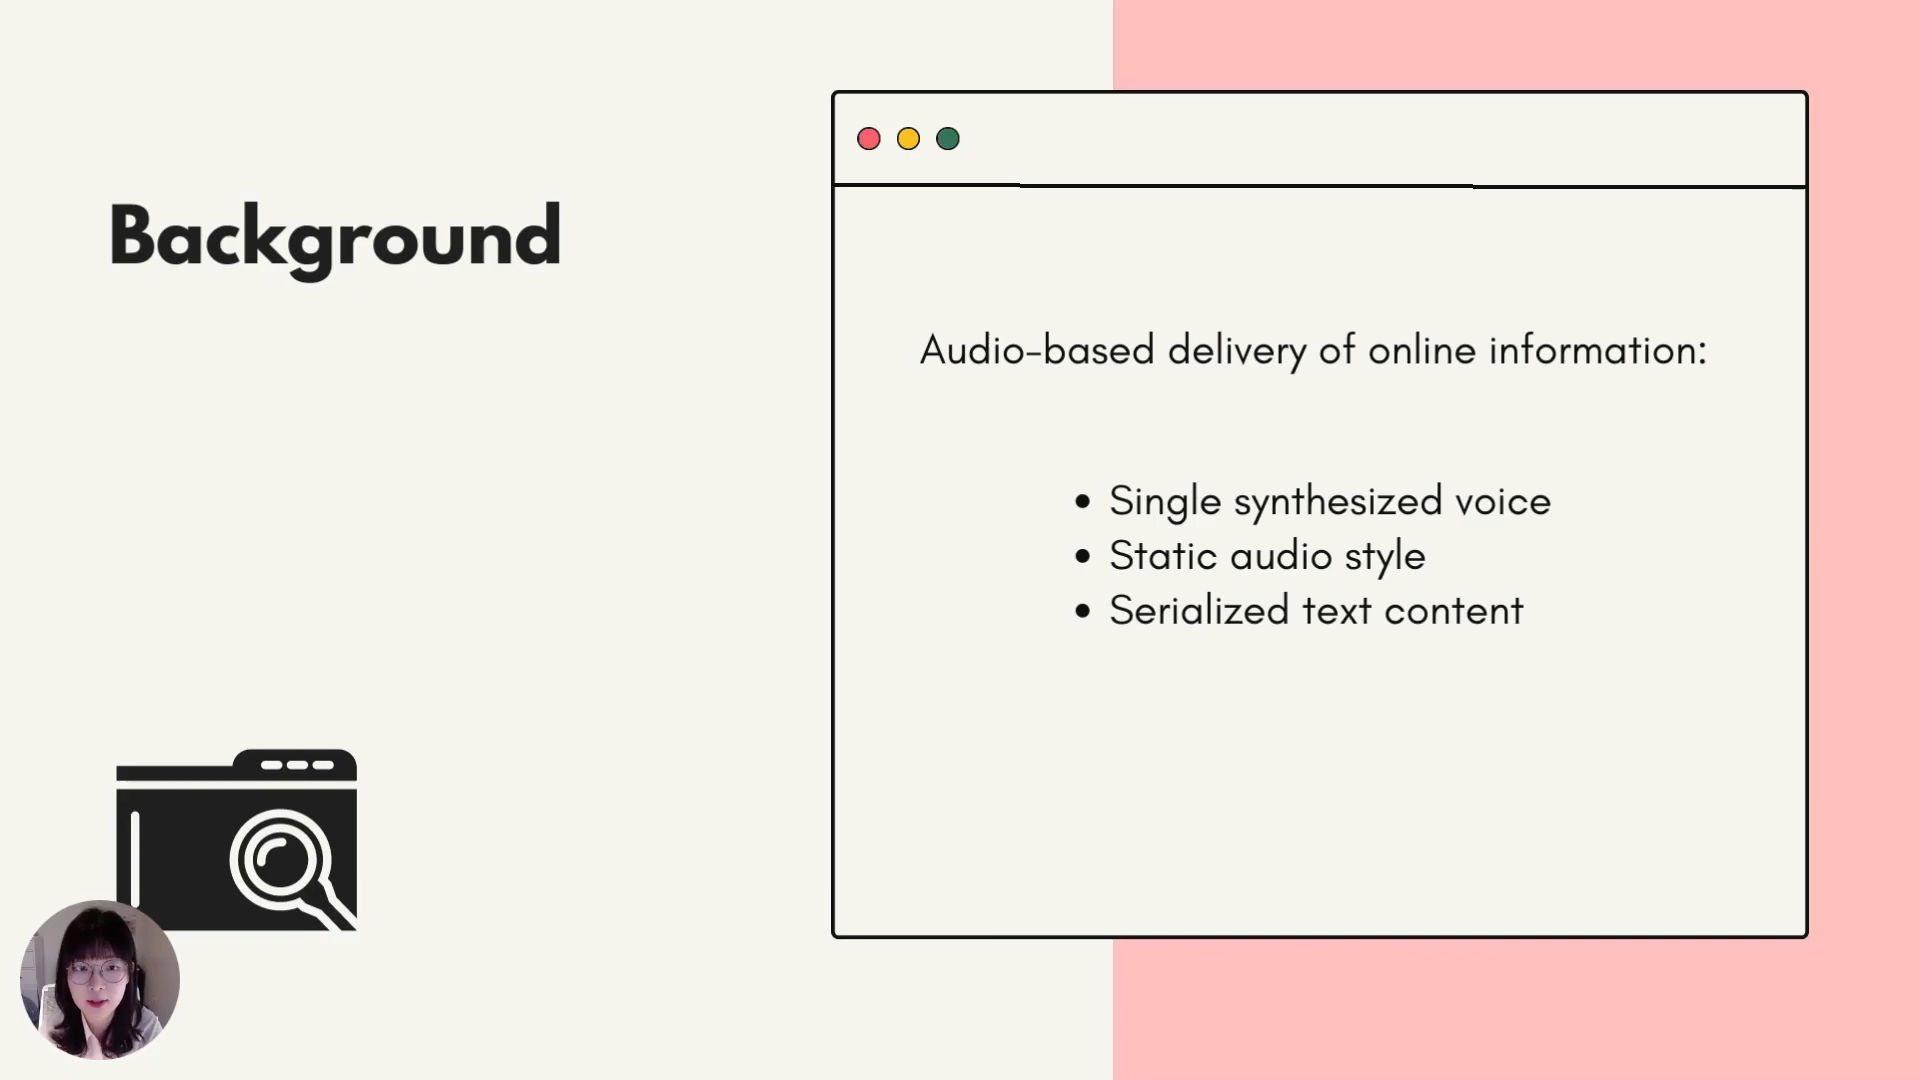 Background
Audio-based delivery of online information:
• Single synthesized voice
• Static audio style
• Serialized text content